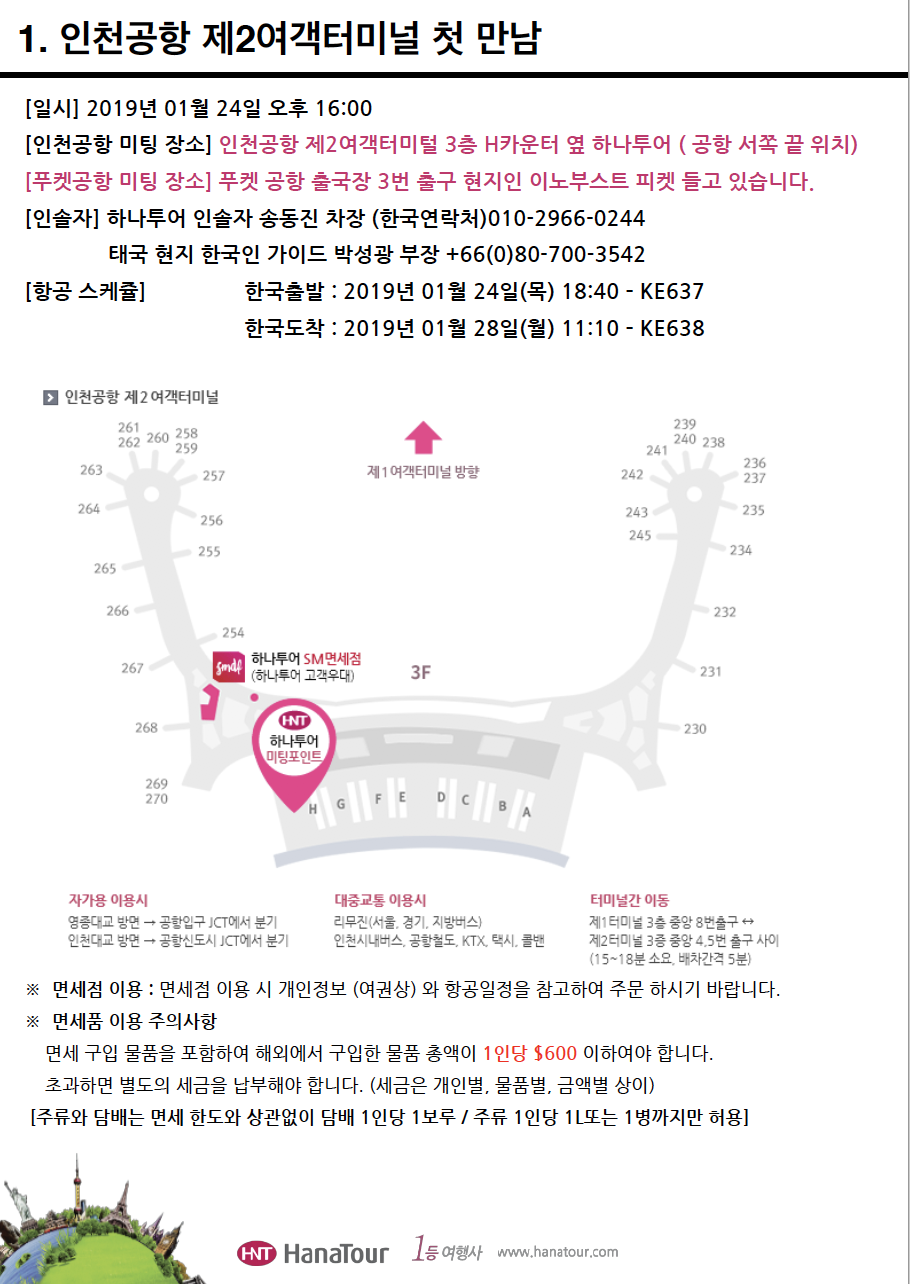 1. 인천공항 제2여객터미널 첫 만남
[일시] 2019년 01월 24일 오후 16:00
[인천공항 미팅 장소] 인천공항 제2여객터미털 3층 H카운터 옆 하나투어 ( 공항 서쪽 끝 위치)
[푸켓공항 미팅 장소] 푸켓 공항 출국장 3번 출구 현지인 이노부스트 피켓 들고 있습니다.
[인솔자] 하나투어 인솔자 송동진 차장 (한국연락처)010-2966-0244
태국 현지 한국인 가이드 박성광 부장 +66(0)80-700-3542
[항공 스케쥴] 한국출발 : 2019년 01월 24일(목) 18:40 - KE637
한국도착 : 2019년 01월 28일(월) 11:10 - KE638
인천공항 제2여객터미널
제1여객터미널 방향
261
262
260
258
259
263
257
264
256
255
265
266
254
267
268
269
270
239
240
238
241
236
237
242
243
235
245
234
232
231
230
smdf
하나투어 SM면세점
(하나투어 고객우대)
3F
HNT
하나투어
미팅포인트
H G F E D C B A
자가용 이용시
영종대교 방면 → 공항입구 JCT에서 분기
인천대교 방면 → 공항신도시 JCT에서 분기
대중교통 이용시
리무진(서울, 경기, 지방버스)
인천시내버스, 공항철도, KTX, 택시, 콜밴
터미널간 이동
제1터미널 3층 중앙 8번출구 ↔
제2터미널 3층 중앙 4,5번 출구 사이
(15~18분 소요, 배차간격 5분)
※ 면세점 이용 : 면세점 이용 시 개인정보 (여권상) 와 항공일정을 참고하여 주문 하시기 바랍니다.
※ 면세품 이용 주의사항
면세 구입 물품을 포함하여 해외에서 구입한 물품 총액이 1인당 $600 이하여야 합니다.
초과하면 별도의 세금을 납부해야 합니다. (세금은 개인별, 물품별, 금액별 상이)
[주류와 담배는 면세 한도와 상관없이 담배 1인당 1보루 / 주류 1인당 1L또는 1병까지만 허용]
HNT HanaTour 1등 여행사 www.hanatour.com